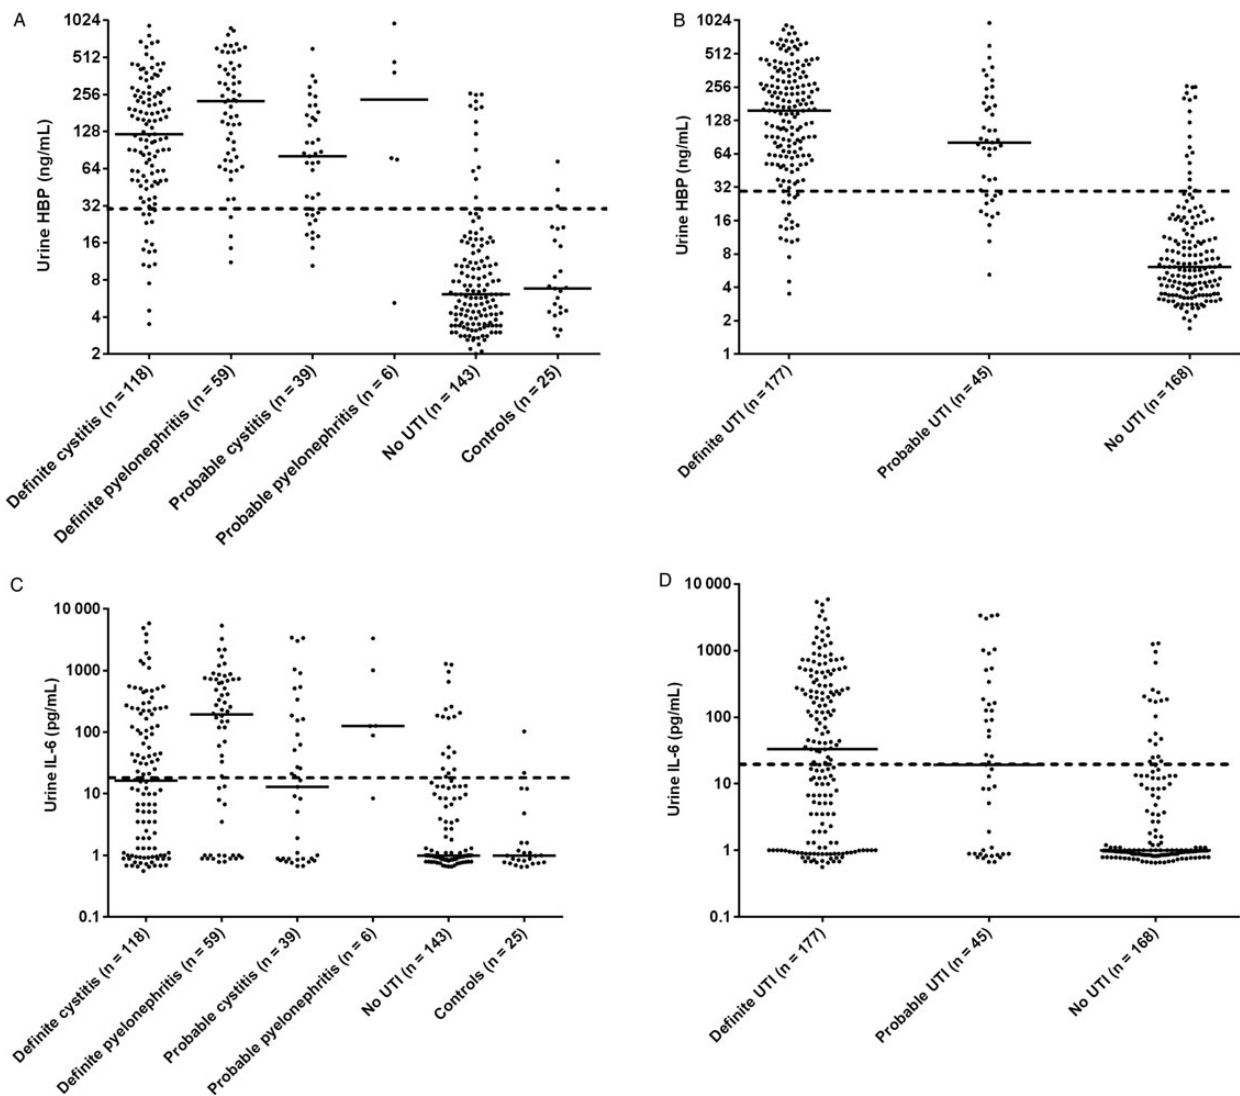 A
Urine HBP (ng/mL)
1024
512
256
128
64
32
16
8
4
2
Definite cystitis (n = 118)
Definite pyelonephritis (n = 59)
Probable cystitis (n = 39)
Probable pyelonephritis (n = 6)
No UTI (n = 143)
Controls (n = 25)
B
Urine HBP (ng/mL)
1024
512
256
128
64
32
16
8
4
2
1
Definite UTI (n = 177)
Probable UTI (n = 45)
No UTI (n = 168)
C
Urine IL-6 (pg/mL)
10 000
1000
100
10
1
0.1
Definite cystitis (n = 118)
Definite pyelonephritis (n = 59)
Probable cystitis (n = 39)
Probable pyelonephritis (n = 6)
No UTI (n = 143)
Controls (n = 25)
D
Urine IL-6 (pg/mL)
10 000
1000
100
10
1
0.1
Definite UTI (n = 177)
Probable UTI (n = 45)
No UTI (n = 168)